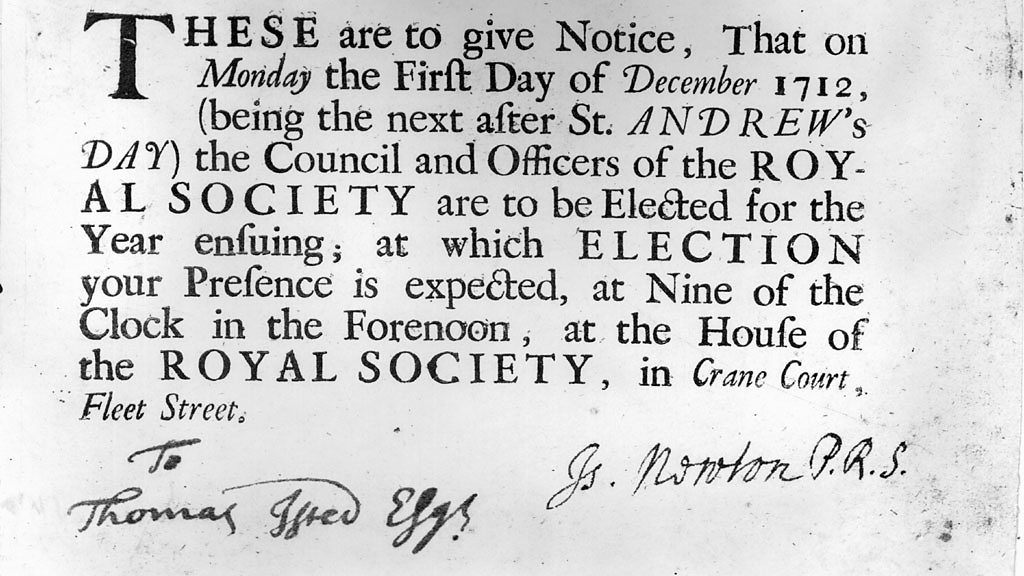 THESE are to give Notice, That on
Monday the Firſt Day of December 1712,
(being the next after St. ANDREW's
DAY) the Council and Officers of the ROY-
AL SOCIETY are to be Elected for the
Year enſuing; at which ELECTION
your Preſence is expected, at Nine of the
Clock in the Forenoon, at the Houſe of
the ROYAL SOCIETY, in Crane Court,
Fleet Street.
To
Thomas Eſqr.
Is. Newton P.R.S.